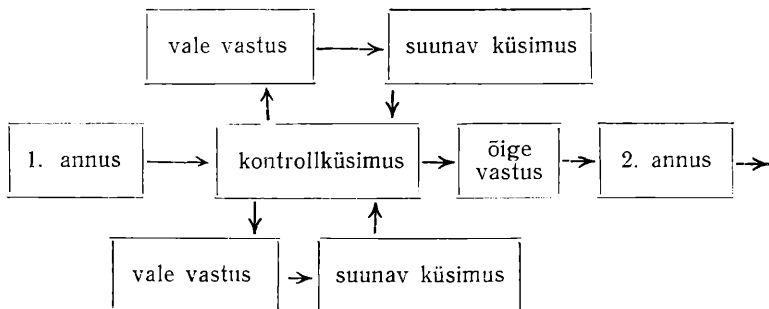 vale vastus
suunav küsimus
1. annus
kontrollküsimus
õige
vastus
2. annus
vale vastus
suunav küsimus